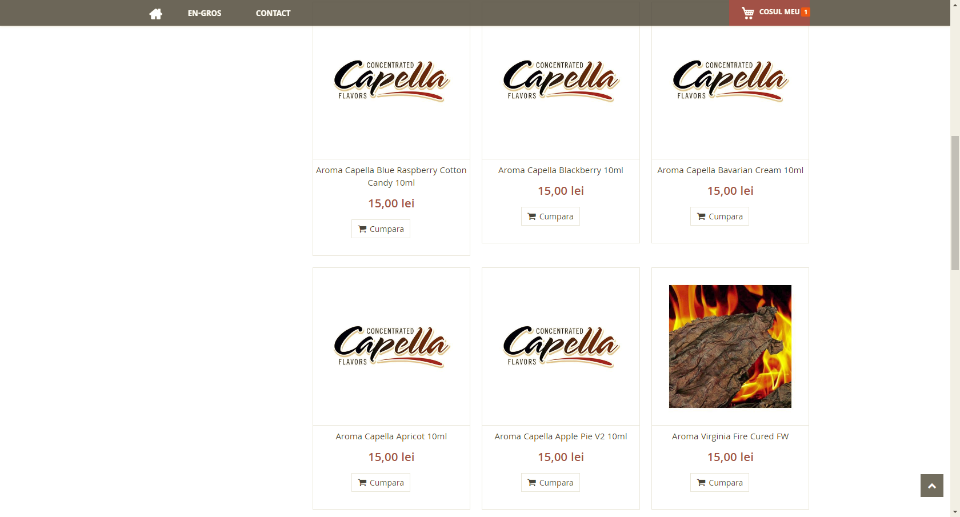 EN-GROS
CONTACT
COSUL MEU 1
CONCENTRATED
Capella
FLAVORS
CONCENTRATED
Capella
FLAVORS
CONCENTRATED
Capella
FLAVORS
Aroma Capella Blue Raspberry Cotton
Candy 10ml
15,00 lei
Cumpara
Aroma Capella Blackberry 10ml
15,00 lei
Cumpara
Aroma Capella Bavarian Cream 10ml
15,00 lei
Cumpara
CONCENTRATED
Capella
FLAVORS
CONCENTRATED
Capella
FLAVORS
Aroma Capella Apricot 10ml
15,00 lei
Cumpara
Aroma Capella Apple Pie V2 10ml
15,00 lei
Cumpara
Aroma Virginia Fire Cured FW
15,00 lei
Cumpara